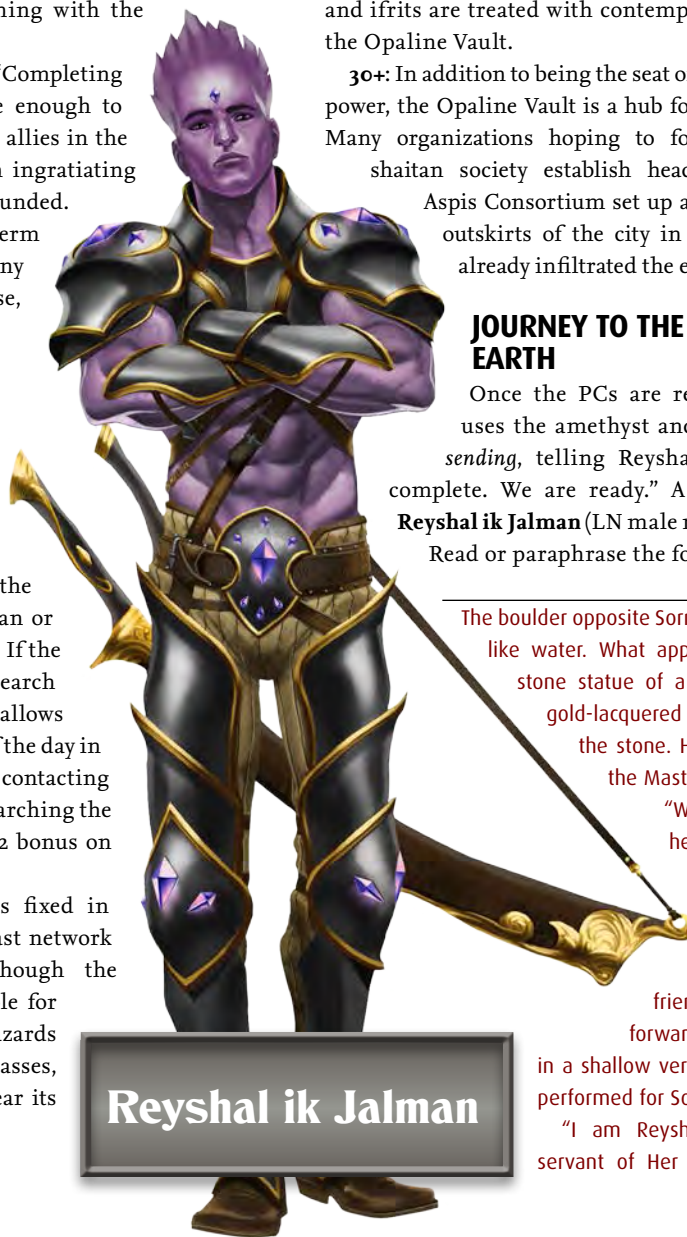 ning with the
“Completing
e enough to
allies in the
n ingratiating
unded.
erm
ny
se,
the
an or
If the
earch
allows
f the day in
contacting
arching the
2 bonus on
s fixed in
ast network
hough the
le for
zards
asses,
ear its
and ifrits are treated with contemp
the Opaline Vault.
30+: In addition to being the seat o
power, the Opaline Vault is a hub fo
Many organizations hoping to fo
shaitan society establish head
Aspis Consortium set up a
outskirts of the city in
already infiltrated the e
JOURNEY TO THE
EARTH
Once the PCs are re
uses the amethyst and
sending, telling Reysha
complete. We are ready.” A
Reyshal ik Jalman (LN male n
Read or paraphrase the fo
The boulder opposite Sorr
like water. What app
stone statue of a
gold-lacquered
the stone. H
the Mast
“W
he
frien
forwar
in a shallow ver
performed for So
“I am Reysh
servant of Her
Reyshal ik Jalman